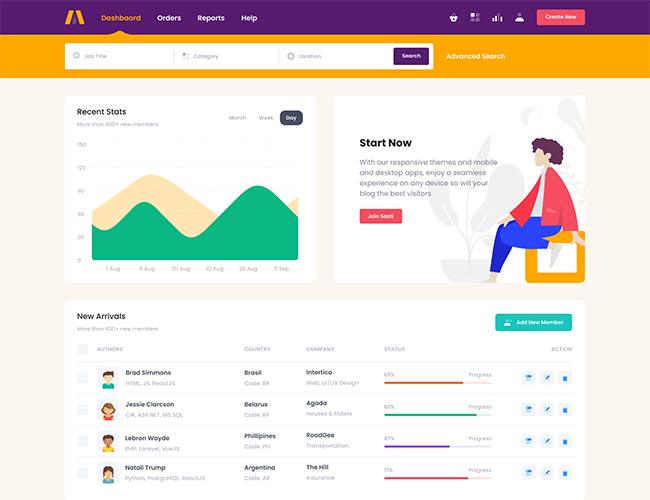 Dashbaord
Orders
Reports
Help
Create New
Job Title
Category
Location
Search
Advanced Search
Recent Stats
More than 400+ new members
Month
Week
Day
150
120
90
60
30
0
1 Aug
8 Aug
151 Aug
22 Aug
29 Aug
5 Sep
Start Now
With our responsive themes and mobile
and desktop apps, enjoy a seamless
experience on any device so will your
blog the best visitors
Join SaaS
New Arrivals
More than 400+ new members
Add New Member
AUTHORS
COUNTRY
COMPANY
STATUS
ACTION
Brad Simmons
HTML, JS, ReactJS
Brasil
Code: BR
Intertico
Web, UI/UX Design
65%
Progress
Jessie Clarcson
C#, ASP.NET, MS SQL
Belarus
Code: BY
Agoda
Houses & Hotels
83%
Progress
Lebron Wayde
PHP, Laravel, VueJS
Phillipines
Code: PH
RoadGee
Transportation
47%
Progress
Natali Trump
Python, PostgreSQL, ReactJS
Argentina
Code: AR
The Hill
Insurance
71%
Progress